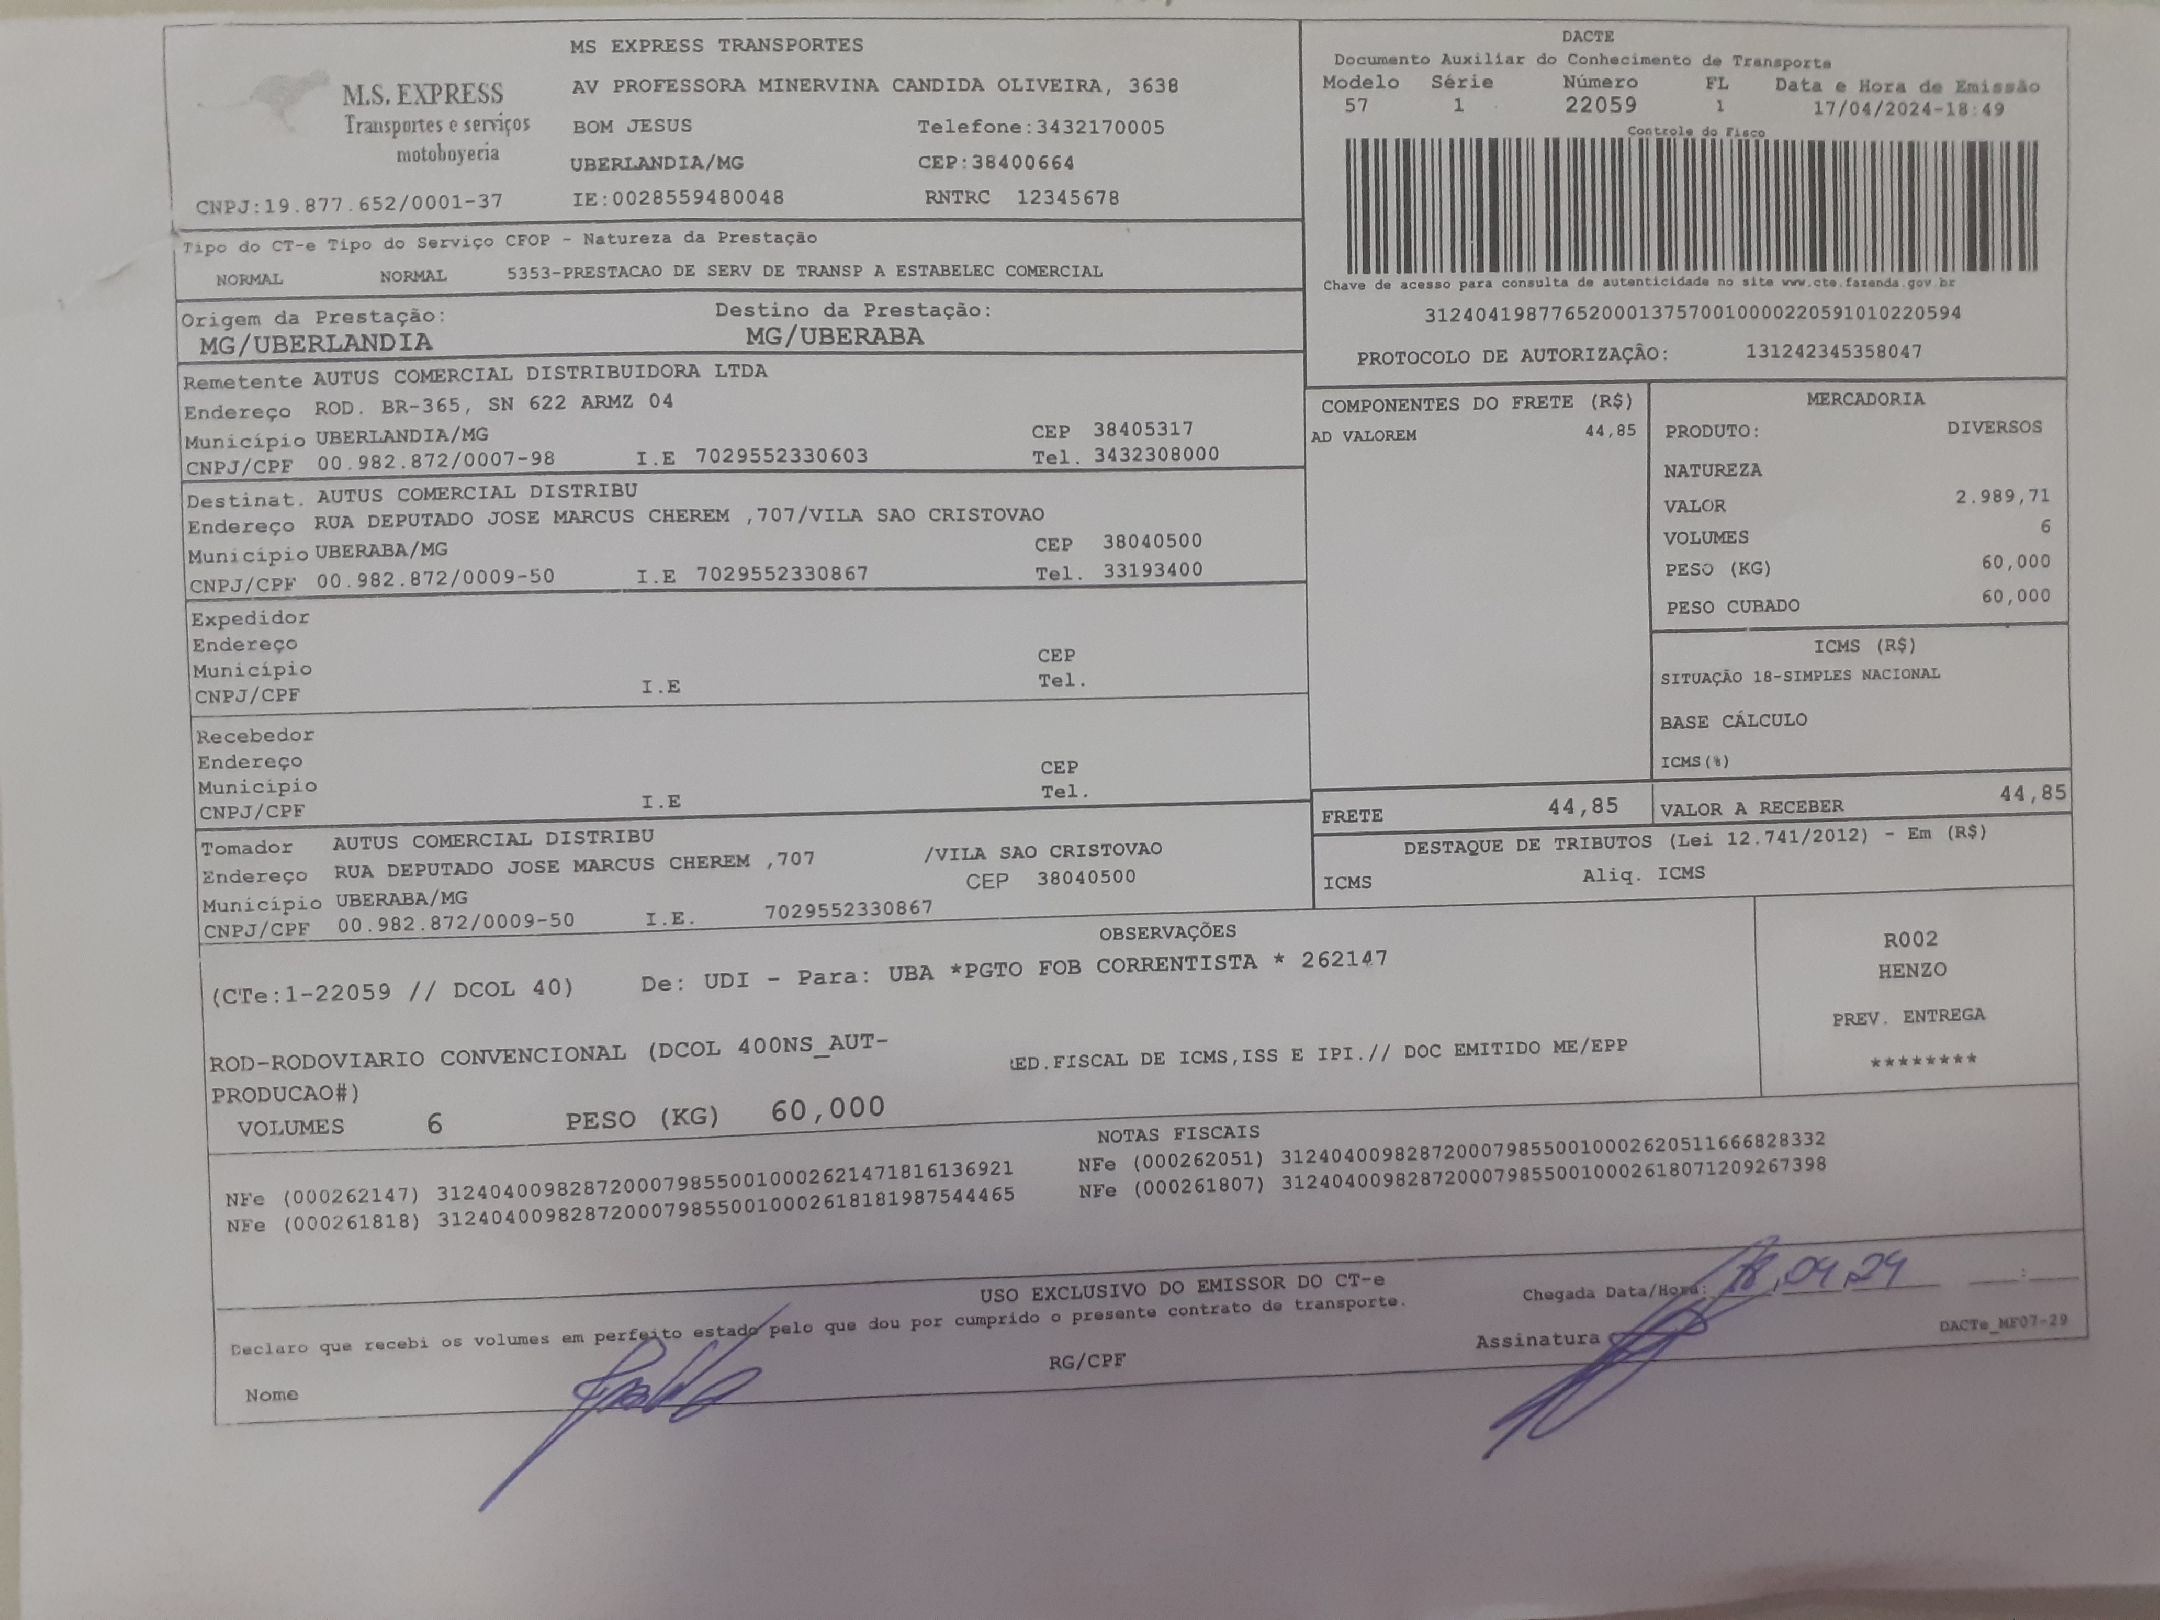 MS EXPRESS TRANSPORTES
M.S. EXPRESS
Transportes e serviços
motoboyeria
AV PROFESSORA MINERVINA CANDIDA OLIVEIRA, 3638
BOM JESUS Telefone:3432170005
UBERLANDIA/MG CEP:38400664
CNPJ:19.877.652/0001-37 IE:0028559480048 RNTRC 12345678
DACTE
Documento Auxiliar do Conhecimento de Transporte
Modelo Série Número FL Data e Hora de Emissão
57 1 22059 1 17/04/2024-18:49
Controle do Fisco
Chave de acesso para consulta de autenticidade no site www.cte.fazenda.gov.br
31240419877652000137570010000220591010220594
PROTOCOLO DE AUTORIZAÇÃO: 131242345358047
Tipo do CT-e Tipo do Serviço CFOP - Natureza da Prestação
NORMAL NORMAL 5353-PRESTACAO DE SERV DE TRANSP A ESTABELEC COMERCIAL
Origem da Prestação: Destino da Prestação:
MG/UBERLANDIA MG/UBERABA
Remetente AUTUS COMERCIAL DISTRIBUIDORA LTDA
Endereço ROD. BR-365, SN 622 ARMZ 04
Município UBERLANDIA/MG CEP 38405317
CNPJ/CPF 00.982.872/0007-98 I.E 7029552330603 Tel. 3432308000
Destinat. AUTUS COMERCIAL DISTRIBU
Endereço RUA DEPUTADO JOSE MARCUS CHEREM ,707/VILA SAO CRISTOVAO
Município UBERABA/MG CEP 38040500
CNPJ/CPF 00.982.872/0009-50 I.E 7029552330867 Tel. 33193400
Expedidor
Endereço
Município CEP
CNPJ/CPF I.E Tel.
Recebedor
Endereço
Município CEP
CNPJ/CPF I.E Tel.
Tomador AUTUS COMERCIAL DISTRIBU
Endereço RUA DEPUTADO JOSE MARCUS CHEREM ,707 /VILA SAO CRISTOVAO
Município UBERABA/MG CEP 38040500
CNPJ/CPF 00.982.872/0009-50 I.E. 7029552330867
COMPONENTES DO FRETE (R$)
AD VALOREM 44,85
MERCADORIA
PRODUTO: DIVERSOS
NATUREZA
VALOR 2.989,71
VOLUMES 6
PESO (KG) 60,000
PESO CUBADO 60,000
ICMS (R$)
SITUAÇÃO 18-SIMPLES NACIONAL
BASE CÁLCULO
ICMS(%)
FRETE 44,85 VALOR A RECEBER 44,85
DESTAQUE DE TRIBUTOS (Lei 12.741/2012) - Em (R$)
ICMS Aliq. ICMS
OBSERVAÇÕES
(CTe:1-22059 // DCOL 40) De: UDI - Para: UBA *PGTO FOB CORRENTISTA * 262147
ROD-RODOVIARIO CONVENCIONAL (DCOL 400NS_AUT-
PRODUCAO#)
RED.FISCAL DE ICMS,ISS E IPI.// DOC EMITIDO ME/EPP
VOLUMES 6 PESO (KG) 60,000
R002
HENZO
PREV. ENTREGA
********
NOTAS FISCAIS
NFe (000262147) 31240400982872000798550010002621471816136921 NFe (000262051) 31240400982872000798550010002620511666828332
NFe (000261818) 31240400982872000798550010002618181987544465 NFe (000261807) 31240400982872000798550010002618071209267398
USO EXCLUSIVO DO EMISSOR DO CT-e
Declaro que recebi os volumes em perfeito estado pelo que dou por cumprido o presente contrato de transporte.
Chegada Data/Hora: 18,04,24 :
Nome RG/CPF Assinatura
DACTe_MF07-29